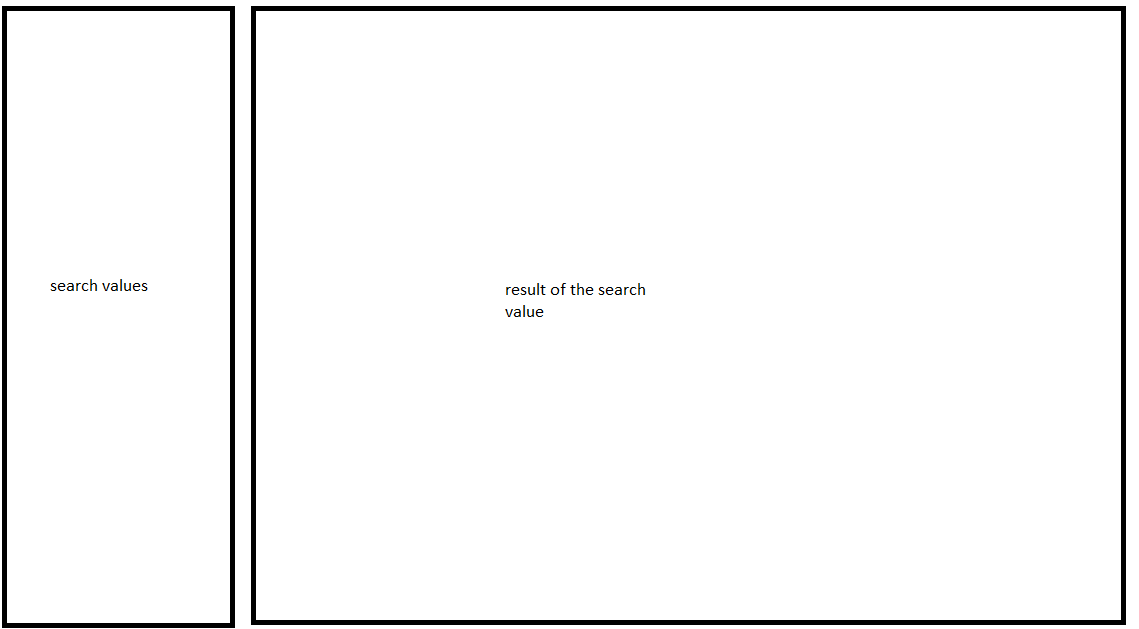 search values
result of the search
value